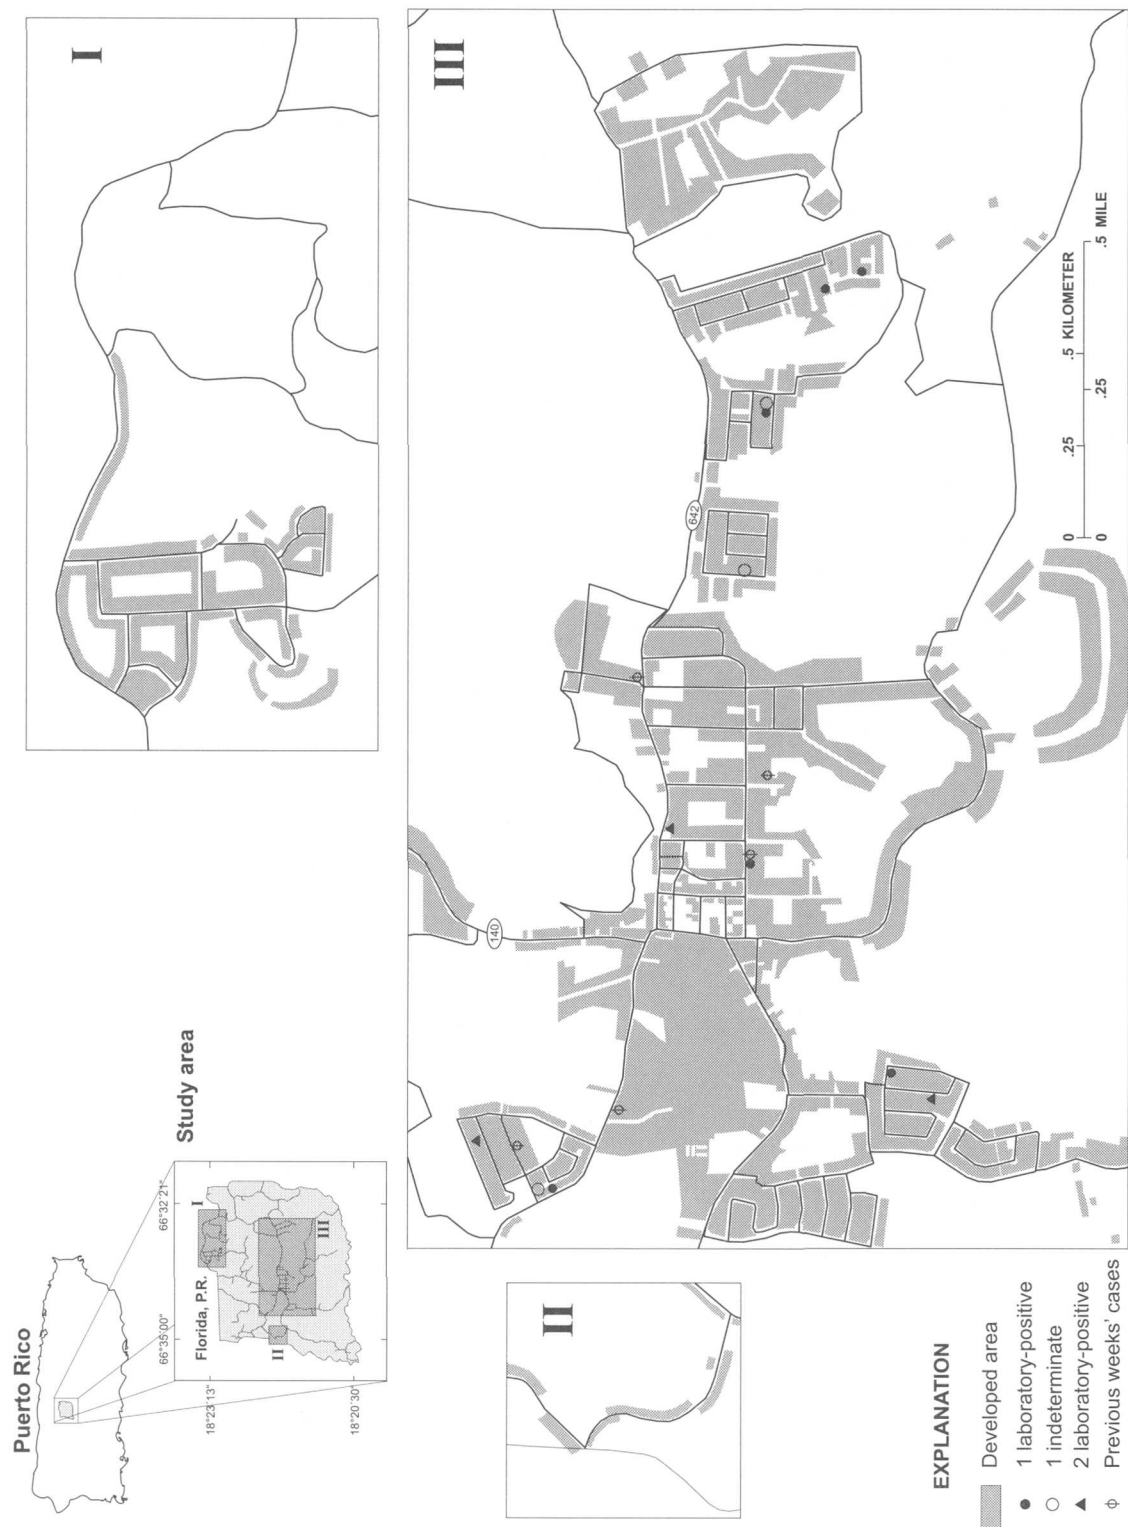 Puerto Rico
Study area
66°35'00"
66°32'21"
Florida, P.R.
18°23'13"
18°20'30"
I
II
III
I
II
III
140
642
0 .25 .5 KILOMETER
0 .25 .5 MILE
EXPLANATION
Developed area
1 laboratory-positive
1 indeterminate
2 laboratory-positive
Previous weeks' cases